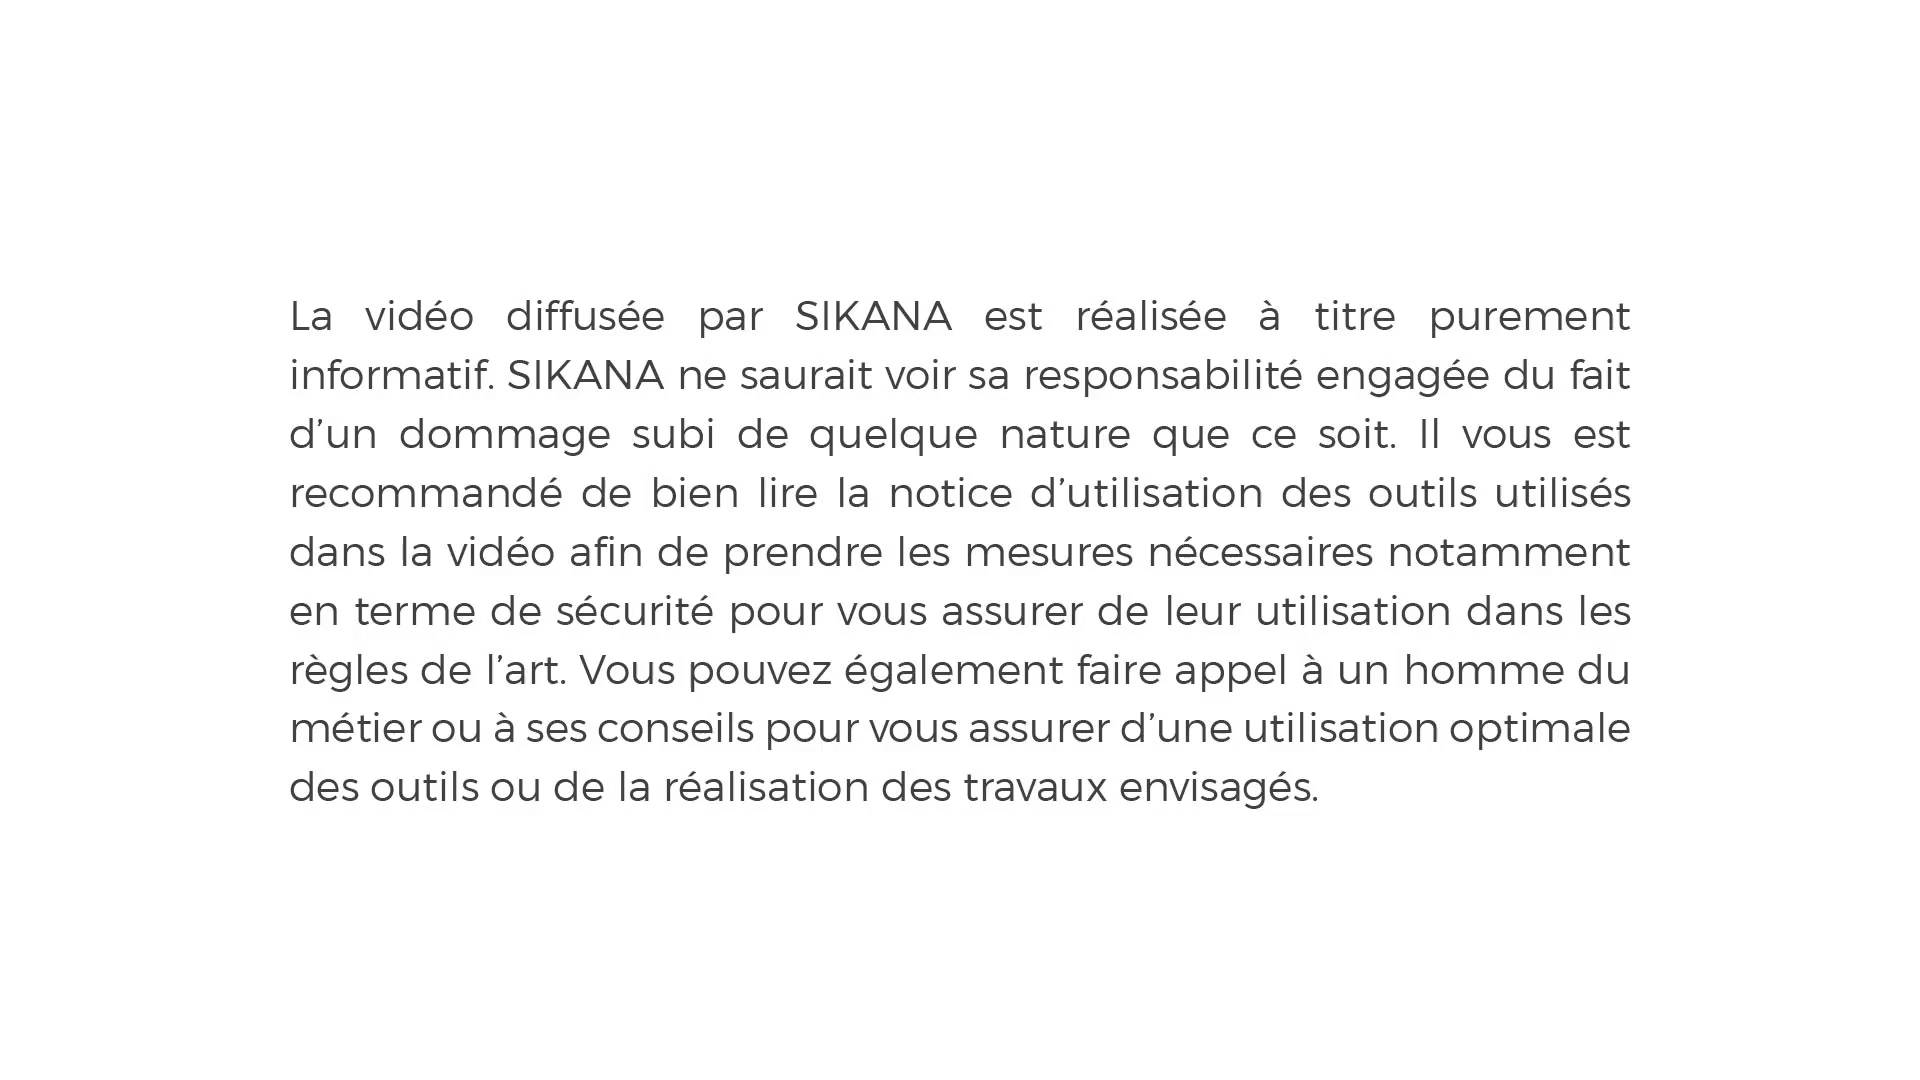 La vidéo diffusée par SIKANA est réalisée à titre purement
informatif. SIKANA ne saurait voir sa responsabilité engagée du fait
d’un dommage subi de quelque nature que ce soit. Il vous est
recommandé de bien lire la notice d’utilisation des outils utilisés
dans la vidéo afin de prendre les mesures nécessaires notamment
en terme de sécurité pour vous assurer de leur utilisation dans les
règles de l’art. Vous pouvez également faire appel à un homme du
métier ou à ses conseils pour vous assurer d’une utilisation optimale
des outils ou de la réalisation des travaux envisagés.